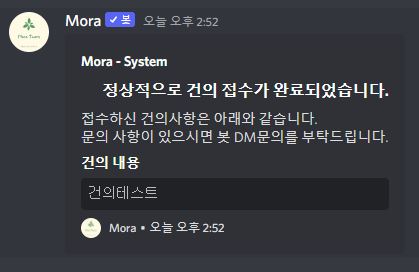 Mora ✓ 봇 오늘 오후 2:52
Mora - System
정상적으로 건의 접수가 완료되었습니다.
접수하신 건의사항은 아래와 같습니다.
문의 사항이 있으시면 봇 DM문의를 부탁드립니다.
건의 내용
건의테스트
Mora • 오늘 오후 2:52